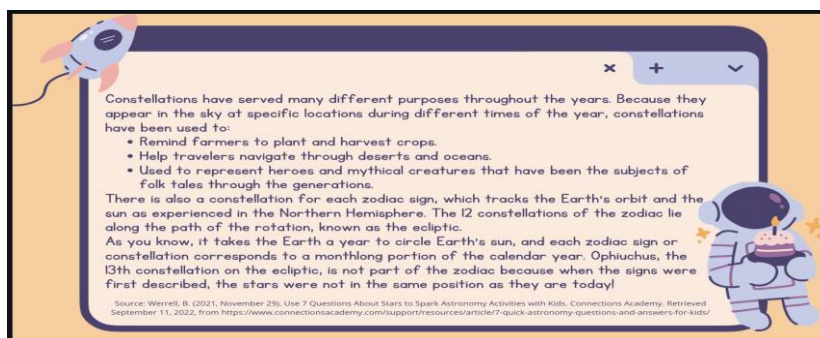 Constellations have served many different purposes throughout the years. Because they
appear in the sky at specific locations during different times of the year, constellations
have been used to:
• Remind farmers to plant and harvest crops.
• Help travelers navigate through deserts and oceans.
• Used to represent heroes and mythical creatures that have been the subjects of
folk tales through the generations.
There is also a constellation for each zodiac sign, which tracks the Earth's orbit and the
sun as experienced in the Northern Hemisphere. The 12 constellations of the zodiac lie
along the path of the rotation, known as the ecliptic.
As you know, it takes the Earth a year to circle Earth's sun, and each zodiac sign or
constellation corresponds to a monthlong portion of the calendar year. Ophiuchus, the
13th constellation on the ecliptic, is not part of the zodiac because when the signs were
first described, the stars were not in the same position as they are today!
Source: Werrell, B. (2021, November 29). Use 7 Questions About Stars to Spark Astronomy Activities with Kids. Connections Academy. Retrieved
September 11, 2022, from https://www.connectionsacademy.com/support/resources/article/7-quick-astronomy-questions-and-answers-for-kids/